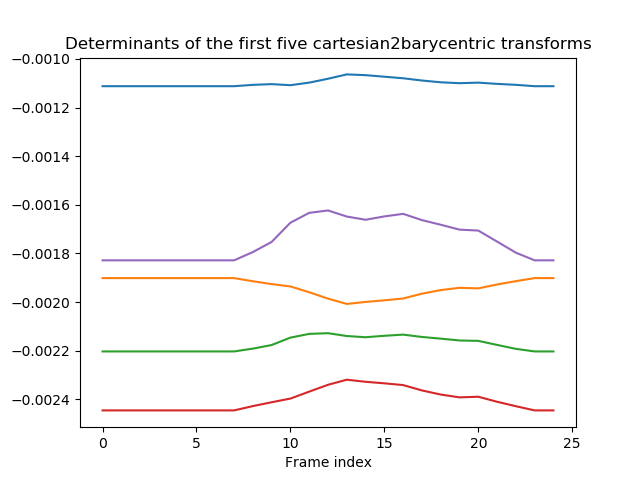 Determinants of the first five cartesian2barycentric transforms
−0.0010
−0.0012
−0.0014
−0.0016
−0.0018
−0.0020
−0.0022
−0.0024
0 5 10 15 20 25
Frame index